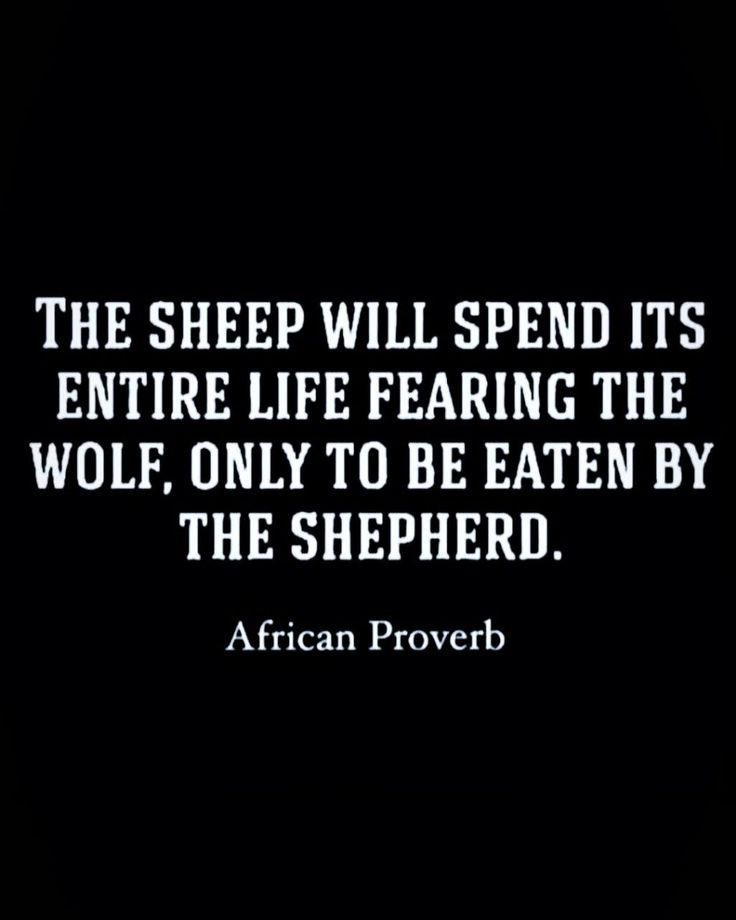 THE SHEEP WILL SPEND ITS
ENTIRE LIFE FEARING THE
WOLF, ONLY TO BE EATEN BY
THE SHEPHERD.
African Proverb